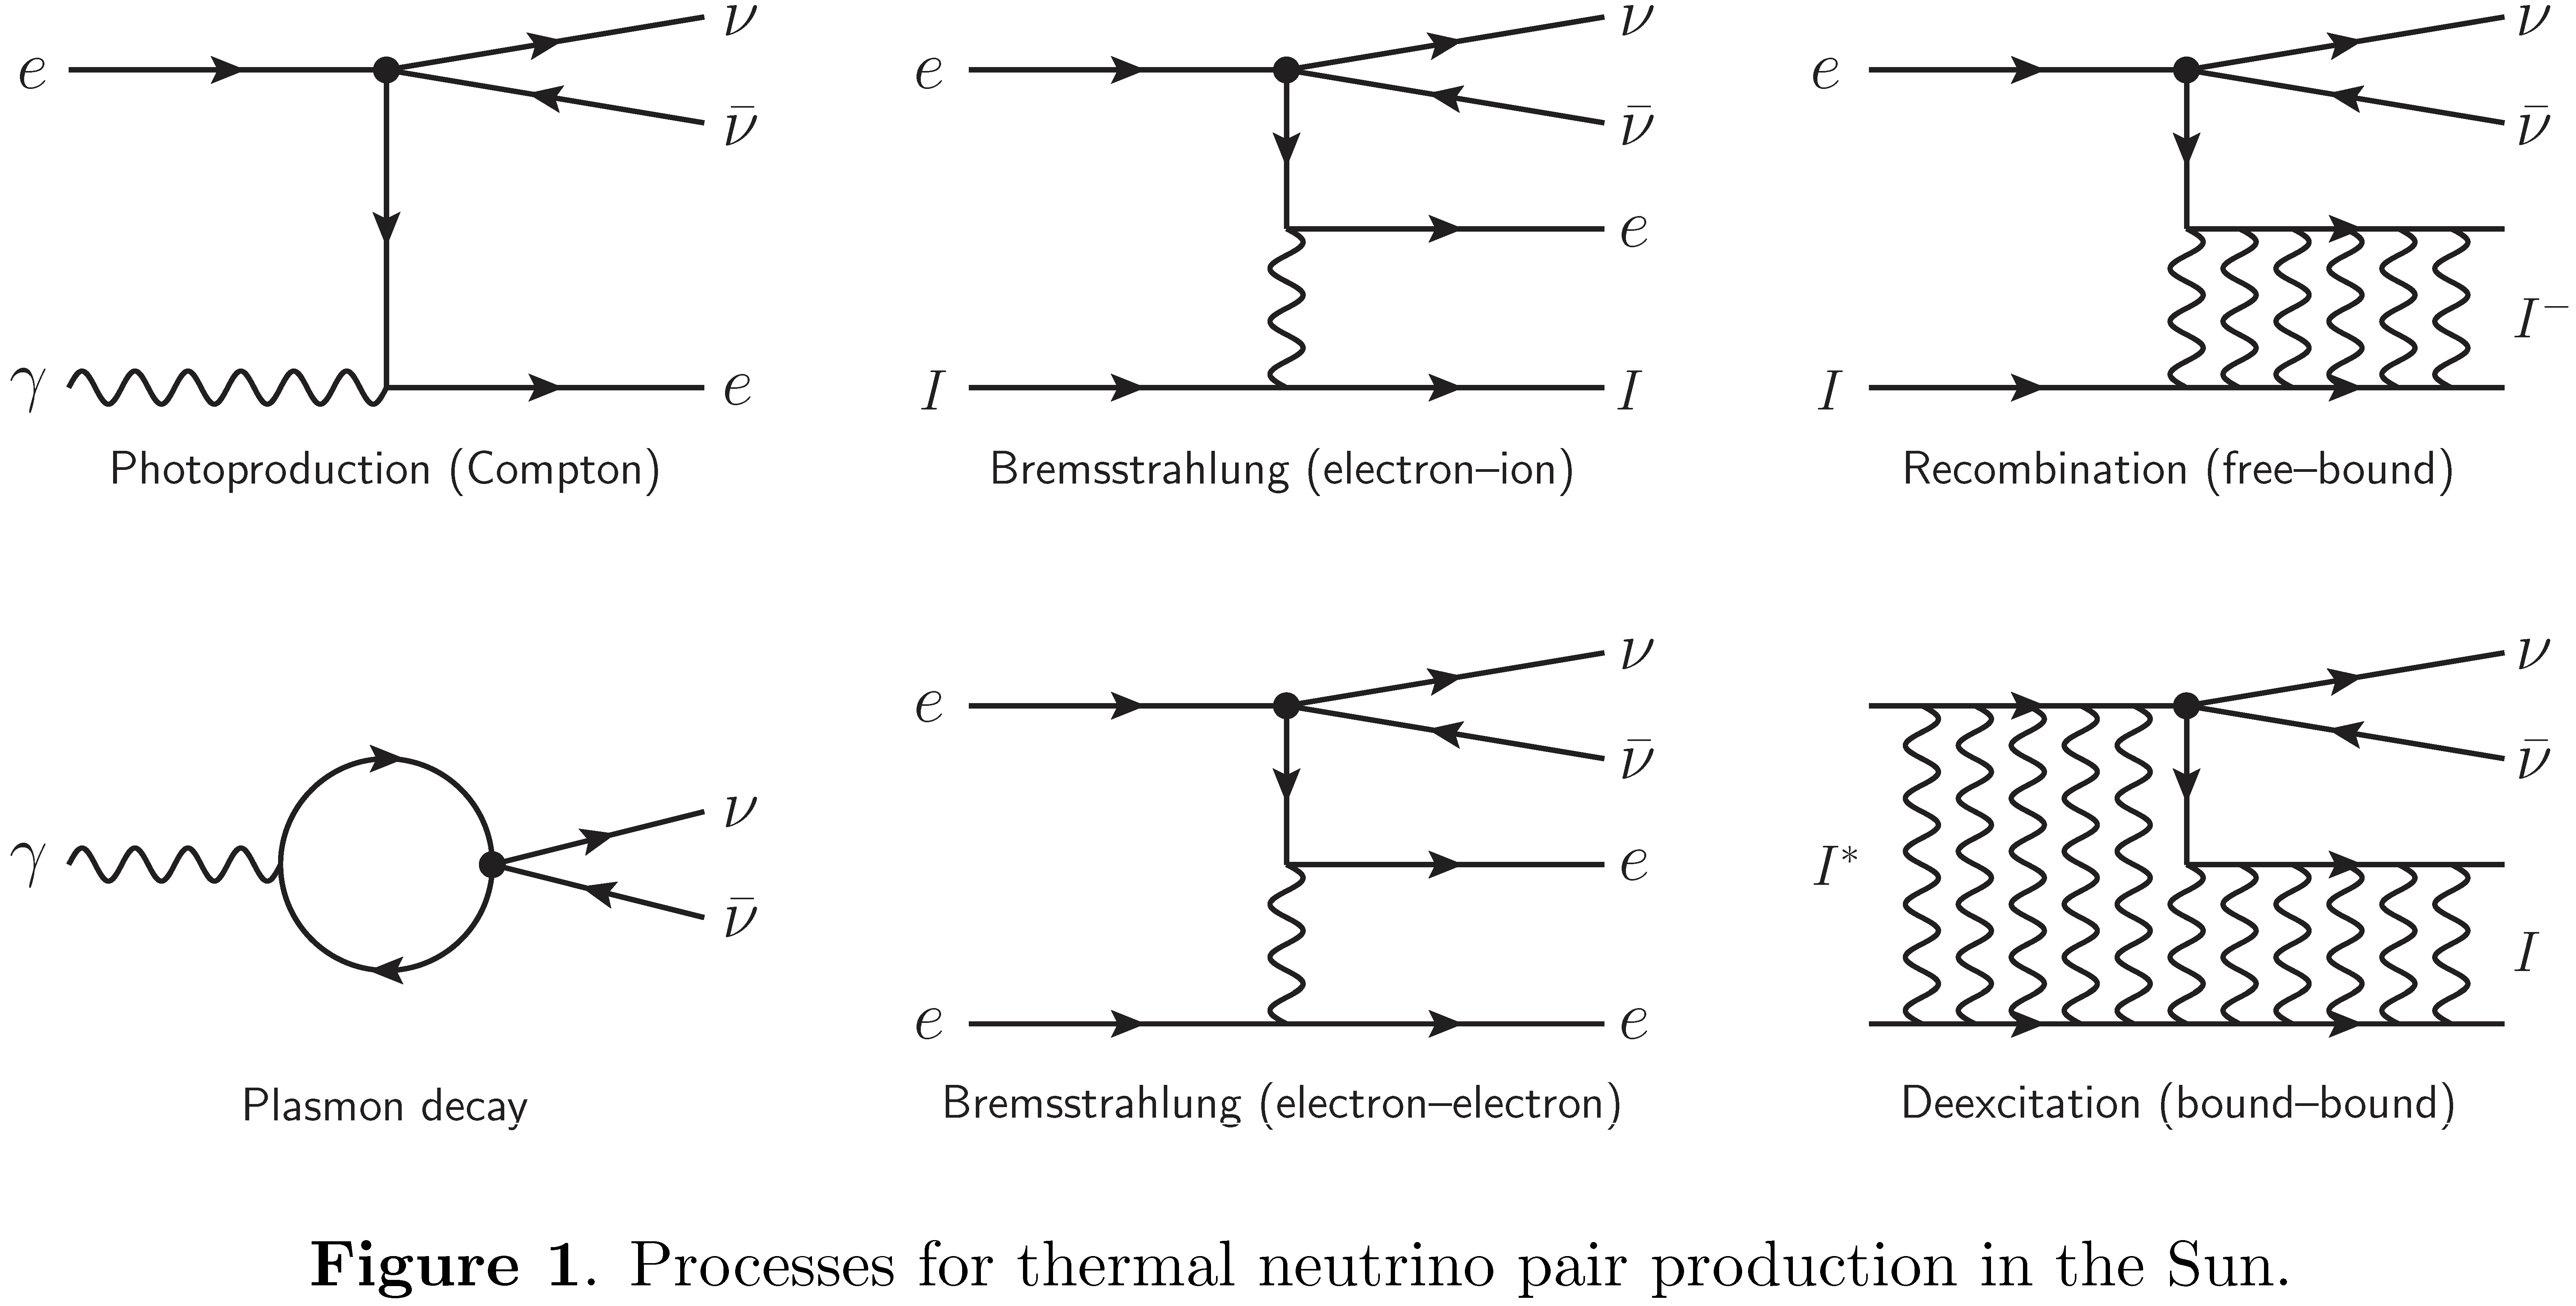 e ν ν̄ γ e
Photoproduction (Compton)
e ν ν̄ e I I
Bremsstrahlung (electron–ion)
e ν ν̄ I⁻ I
Recombination (free–bound)
γ ν ν̄
Plasmon decay
e ν ν̄ e e e
Bremsstrahlung (electron–electron)
ν ν̄ I* I
Deexcitation (bound–bound)
Figure 1. Processes for thermal neutrino pair production in the Sun.